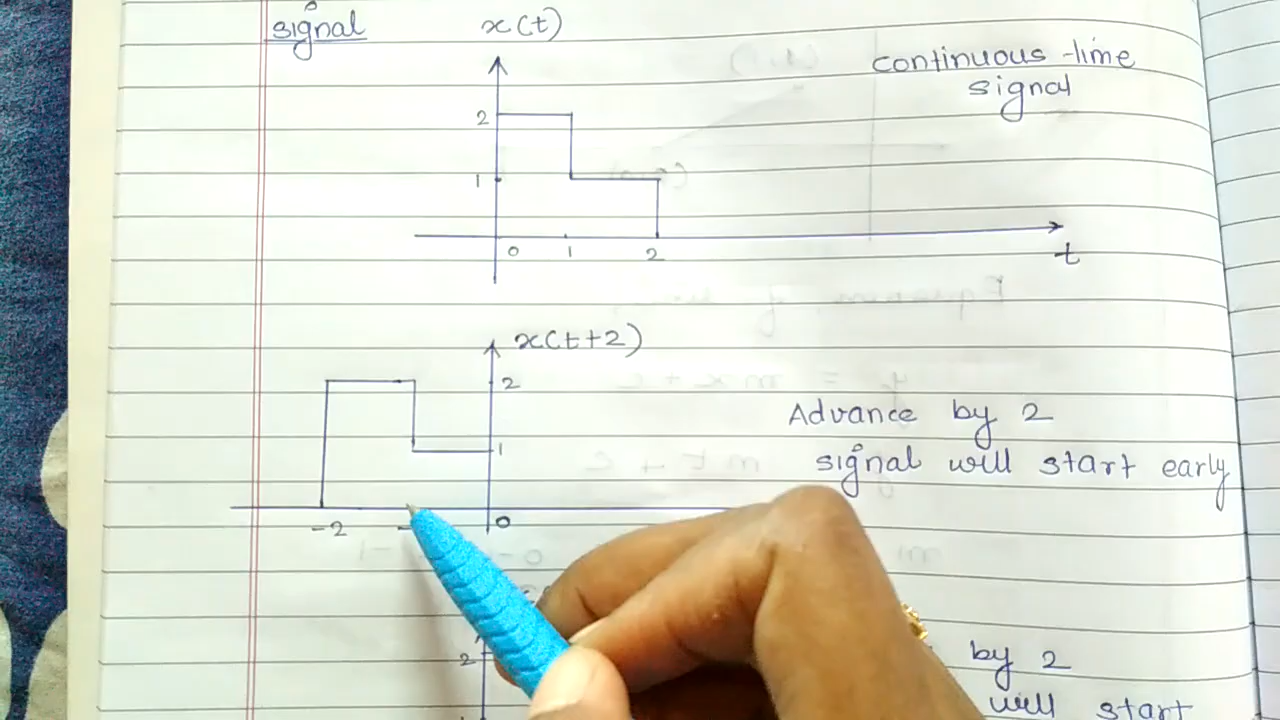 signal
x(t)
continuous-time
signal
2
1
0 1 2
t
x(t+2)
2
1
Advance by 2
signal will start early
-2 0
2
by 2
will start